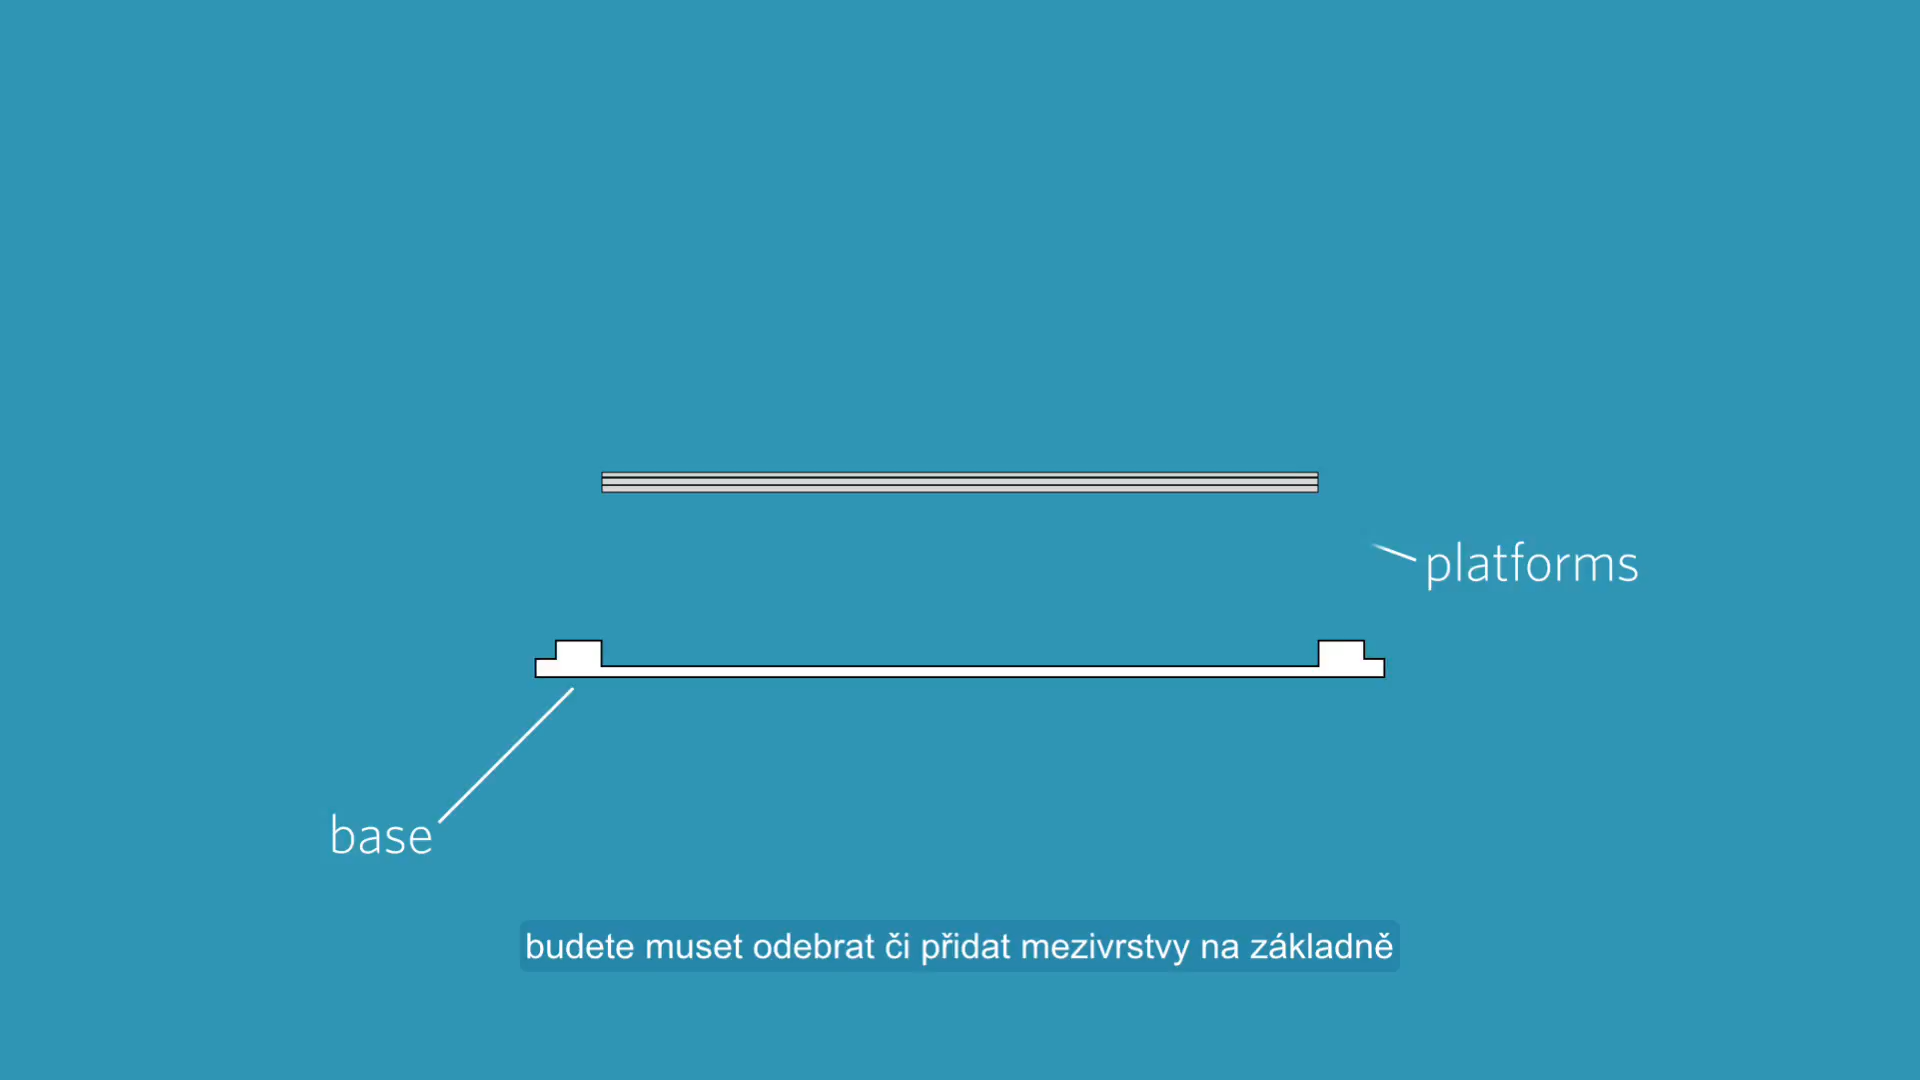 platforms
base
budete muset odebrat či přidat mezivrstvy na základně